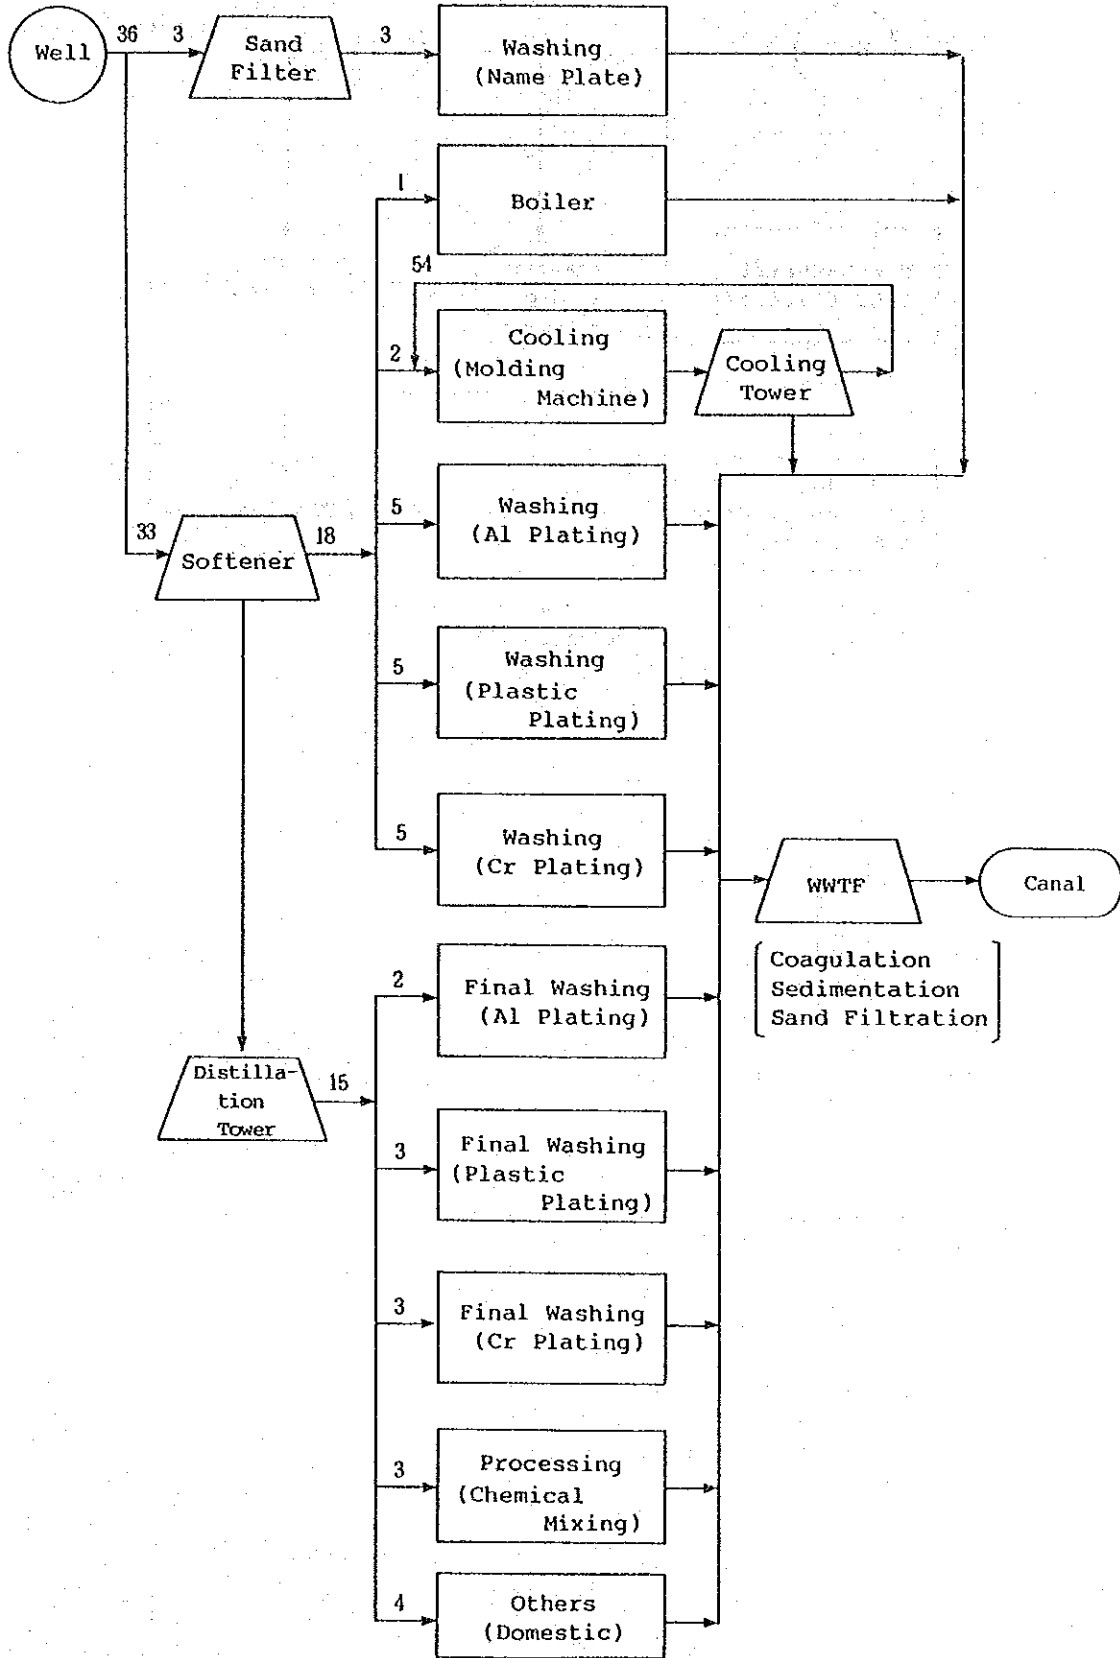 36
3
3
Well
Sand
Filter
Washing
(Name Plate)
1
Boiler
54
2
Cooling
(Molding
Machine)
Cooling
Tower
5
Washing
(Al Plating)
33
Softener
18
5
Washing
(Plastic
Plating)
5
Washing
(Cr Plating)
WWTF
Canal
Coagulation
Sedimentation
Sand Filtration
2
Final Washing
(Al Plating)
Distilla-
tion
Tower
15
3
Final Washing
(Plastic
Plating)
3
Final Washing
(Cr Plating)
3
Processing
(Chemical
Mixing)
4
Others
(Domestic)